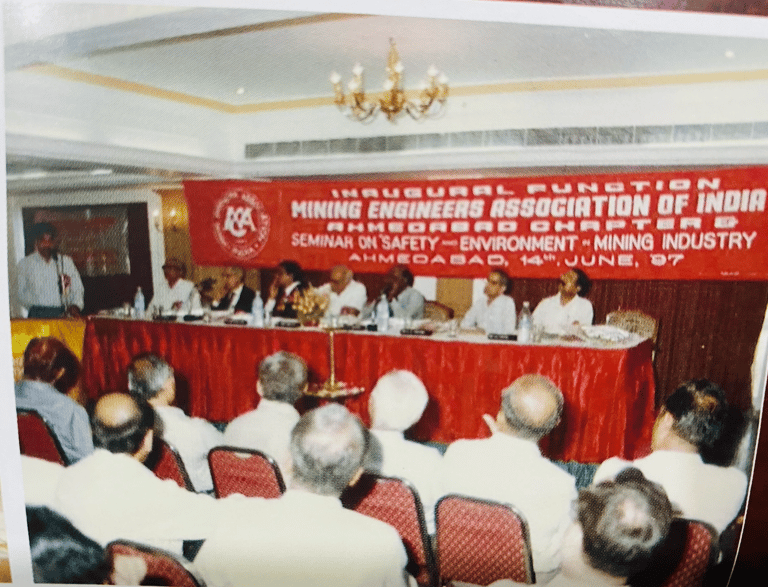 INAUGURAL FUNCTION
MINING ENGINEERS ASSOCIATION OF INDIA
AHMEDABAD CHAPTER &
SEMINAR ON "SAFETY AND ENVIRONMENT IN MINING INDUSTRY
AHMEDABAD, 14th, JUNE, '97